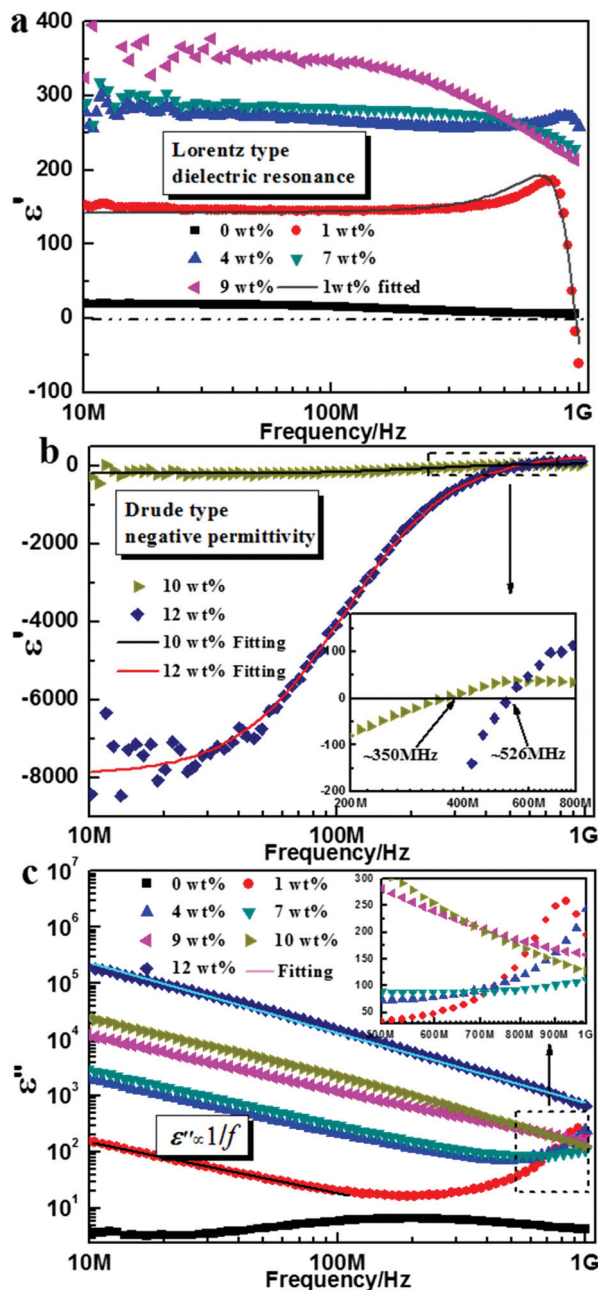 a
400
300
200
100
0
-100
ε'
Lorentz type
dielectric resonance
0 wt% 1 wt%
4 wt% 7 wt%
9 wt% 1wt% fitted
10M 100M 1G
Frequency/Hz
b
0
-2000
-4000
-6000
-8000
ε'
Drude type
negative permittivity
10 wt%
12 wt%
10 wt% Fitting
12 wt% Fitting
100
0
-100
-200
~350MHz ~526MHz
200M 400M 600M 800M
10M 100M 1G
Frequency/Hz
c
10⁷
10⁶
10⁵
10⁴
10³
10²
10¹
ε''
0 wt% 1 wt%
4 wt% 7 wt%
9 wt% 10 wt%
12 wt% Fitting
300
250
200
150
100
50
500M 600M 700M 800M 900M 1G
ε''∝1/f
10M 100M 1G
Frequency/Hz